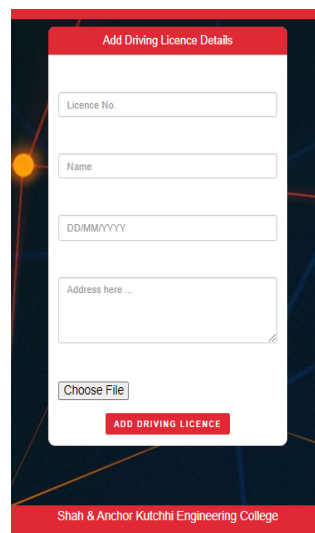 Add Driving Licence Details
Licence No.
Name
DD/MM/YYYY
Address here ...
Choose File
ADD DRIVING LICENCE
Shah & Anchor Kutchhi Engineering College